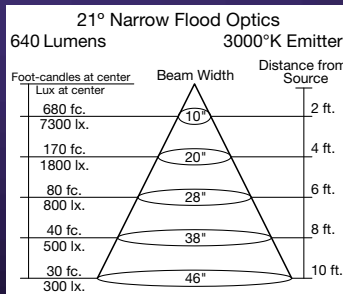 21º Narrow Flood Optics
640 Lumens 3000°K Emitter
Foot-candles at center Beam Width Distance from
Lux at center Source
680 fc. 10" 2 ft.
7300 lx.
170 fc. 20" 4 ft.
1800 lx.
80 fc. 28" 6 ft.
800 lx.
40 fc. 38" 8 ft.
500 lx.
30 fc. 46" 10 ft.
300 lx.